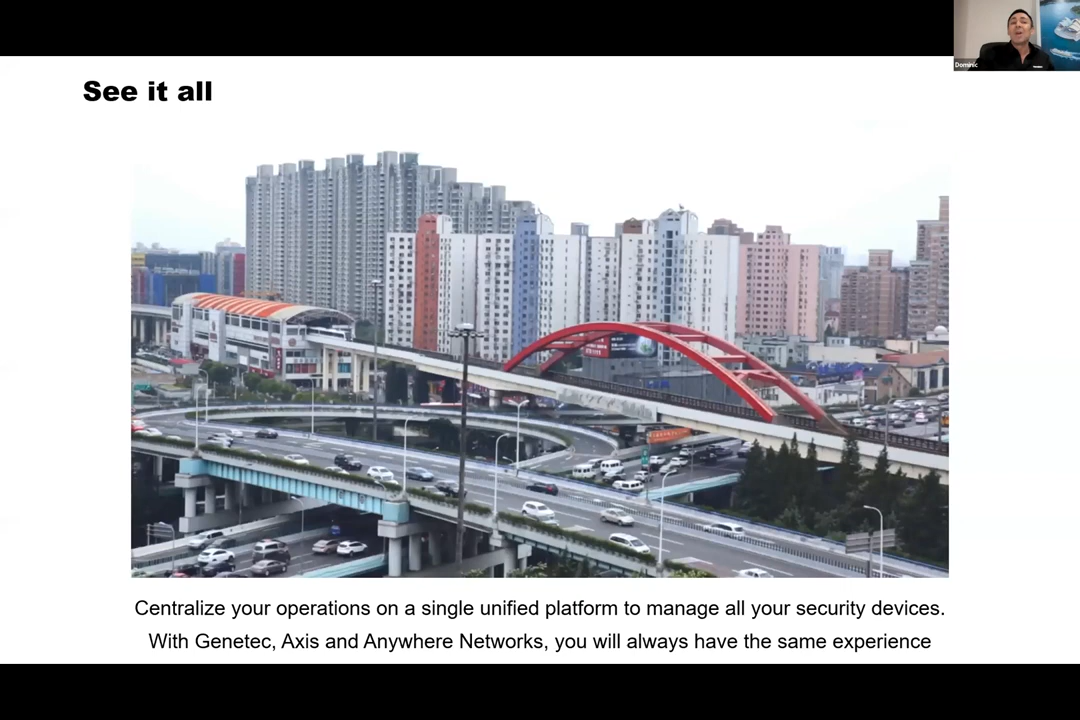 See it all
Dominic
Centralize your operations on a single unified platform to manage all your security devices.
With Genetec, Axis and Anywhere Networks, you will always have the same experience